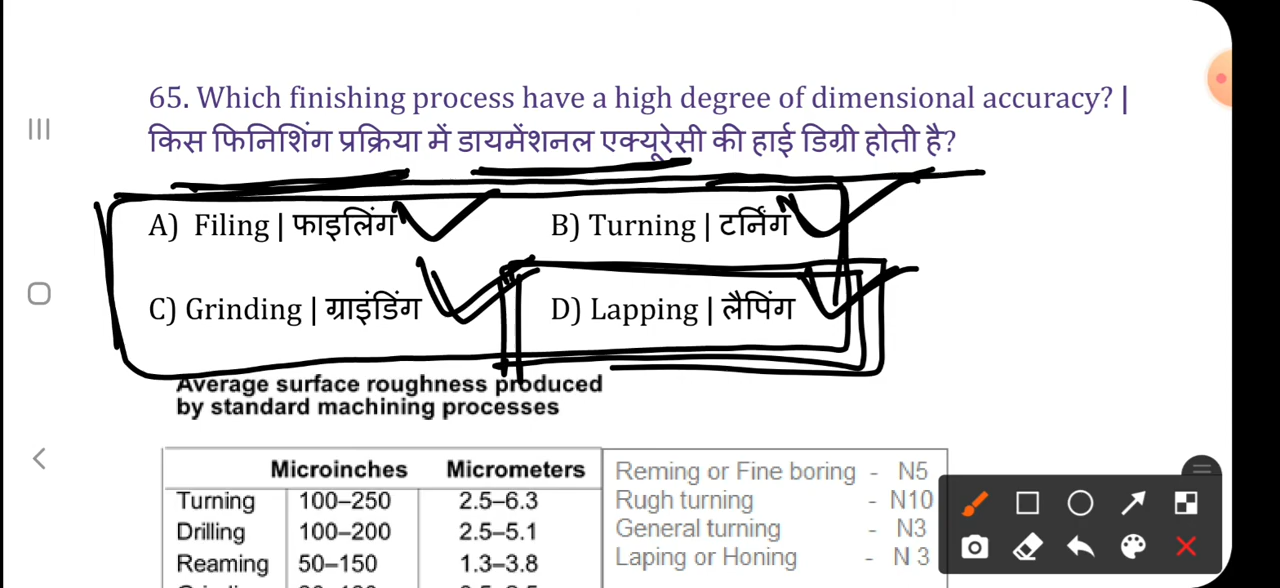 65. Which finishing process have a high degree of dimensional accuracy? |
किस फिनिशिंग प्रक्रिया में डायमेंशनल एक्यूरेसी की हाई डिग्री होती है?
A) Filing | फाइलिंग
B) Turning | टर्निंग
C) Grinding | ग्राइंडिंग
D) Lapping | लैपिंग
Average surface roughness produced
by standard machining processes
Microinches Micrometers
Turning 100–250 2.5–6.3
Drilling 100–200 2.5–5.1
Reaming 50–150 1.3–3.8
Reming or Fine boring - N5
Rugh turning - N10
General turning - N3
Laping or Honing - N 3